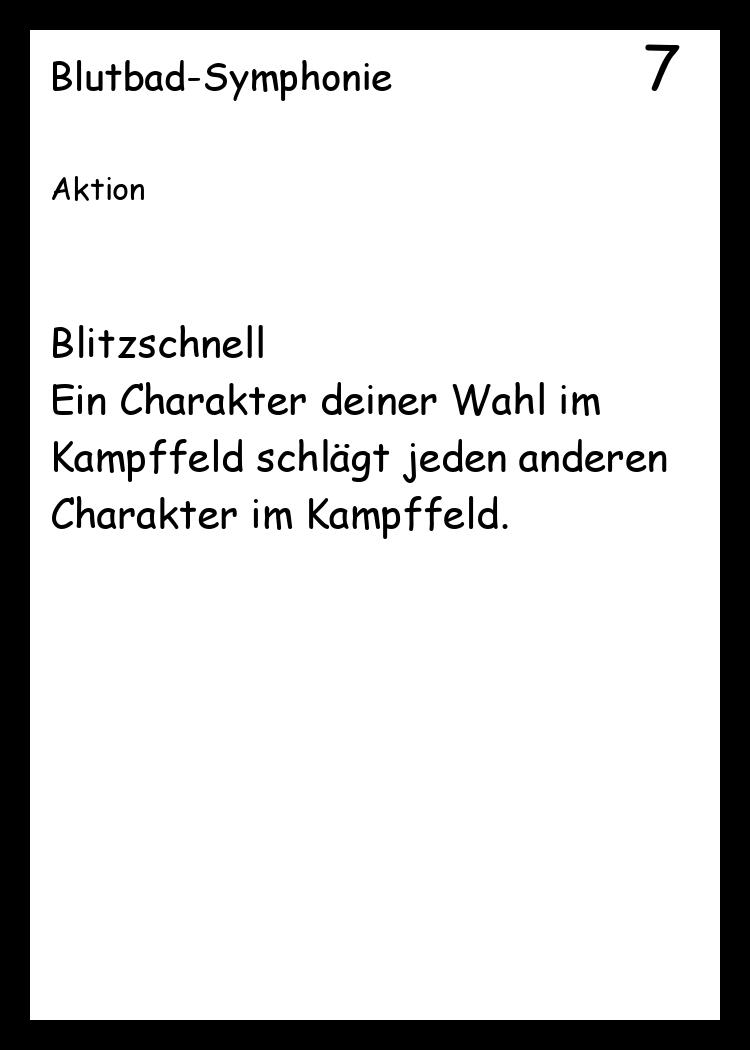 Blutbad-Symphonie 7
Aktion
Blitzschnell
Ein Charakter deiner Wahl im
Kampffeld schlägt jeden anderen
Charakter im Kampffeld.